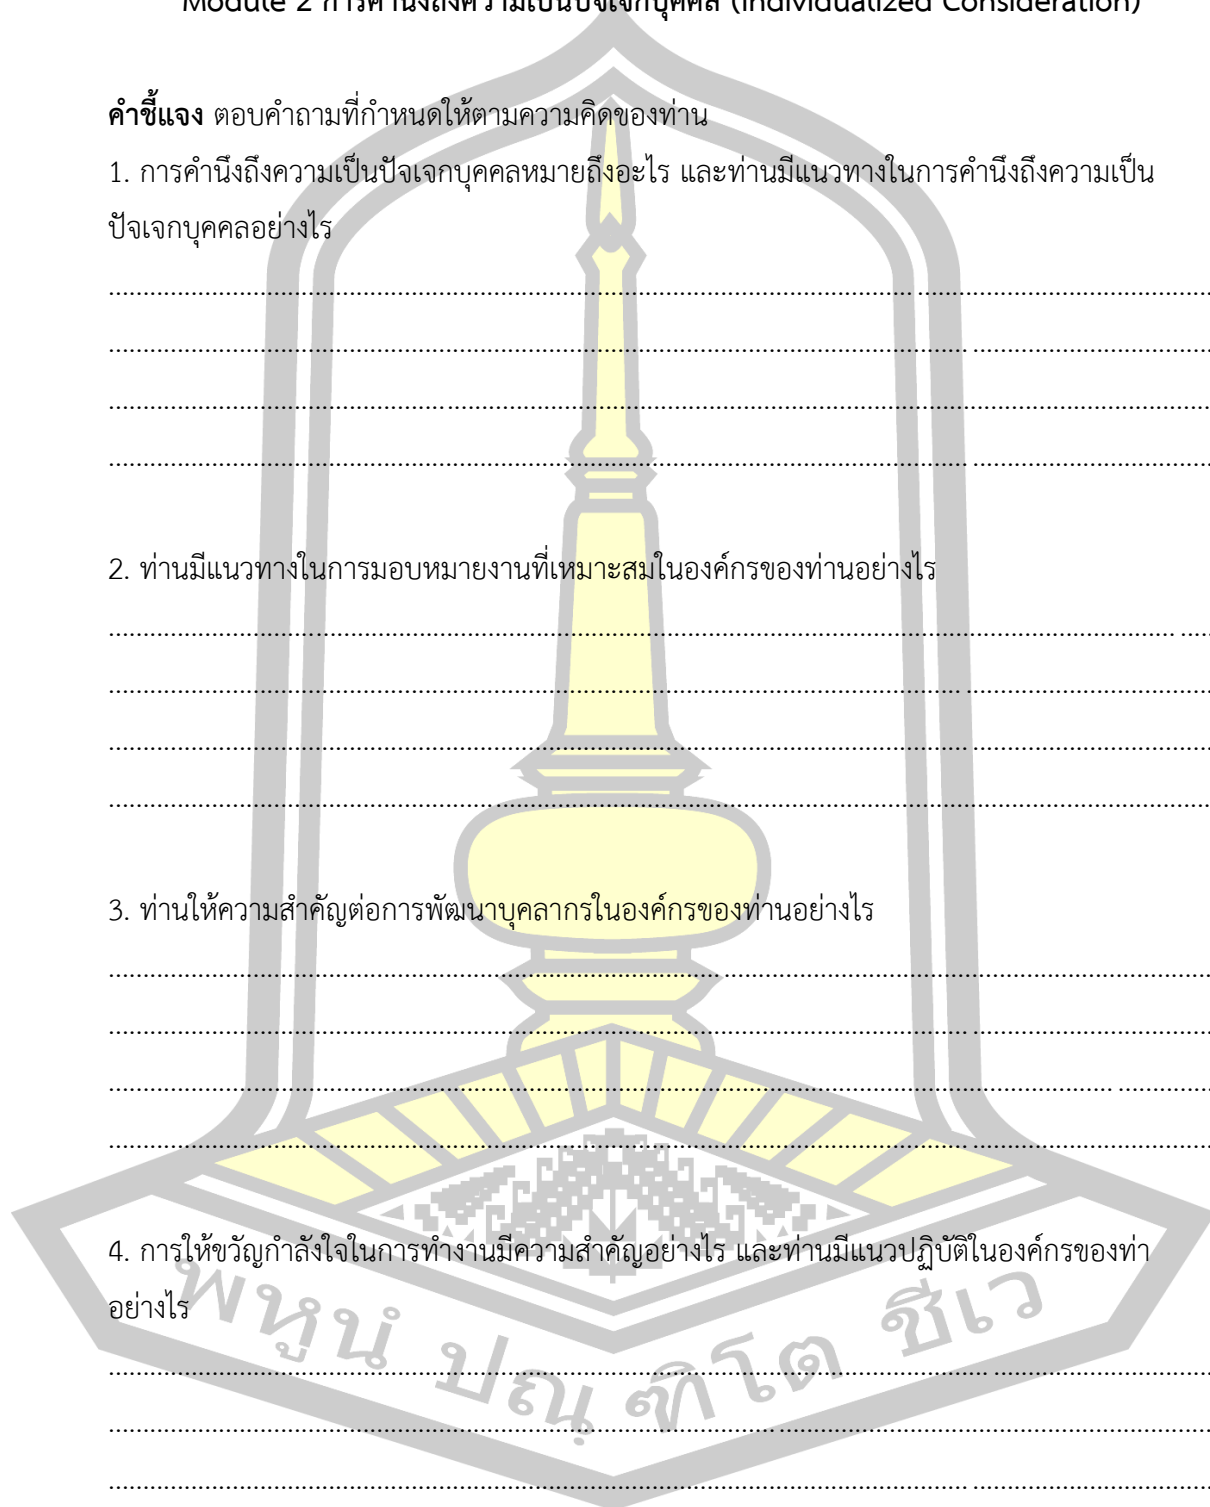 Module 2 การคำนึงถึงความเป็นปัจเจกบุคคล (Individualized Consideration)
คำชี้แจง ตอบคำถามที่กำหนดให้ตามความคิดของท่าน
1. การคำนึงถึงความเป็นปัจเจกบุคคลหมายถึงอะไร และท่านมีแนวทางในการคำนึงถึงความเป็น
ปัจเจกบุคคลอย่างไร
2. ท่านมีแนวทางในการมอบหมายงานที่เหมาะสมในองค์กรของท่านอย่างไร
3. ท่านให้ความสำคัญต่อการพัฒนาบุคลากรในองค์กรของท่านอย่างไร
4. การให้ขวัญกำลังใจในการทำงานมีความสำคัญอย่างไร และท่านมีแนวปฏิบัติในองค์กรของท่า
อย่างไร
พหูนํ ปณฺฑิโต ชีเว